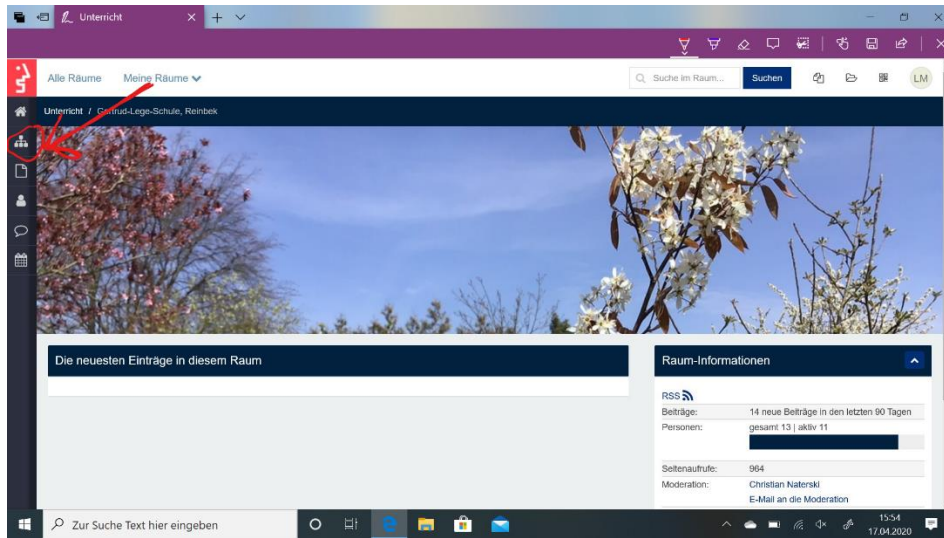 Unterricht
Alle Räume Meine Räume
Suche im Raum... Suchen LM
Unterricht / Gertrud-Lege-Schule, Reinbek
Die neuesten Einträge in diesem Raum
Raum-Informationen
RSS
Beiträge: 14 neue Beiträge in den letzten 90 Tagen
Personen: gesamt 13 | aktiv 11
Seitenaufrufe: 964
Moderation: Christian Naterski
E-Mail an die Moderation
Zur Suche Text hier eingeben
15:54
17.04.2020